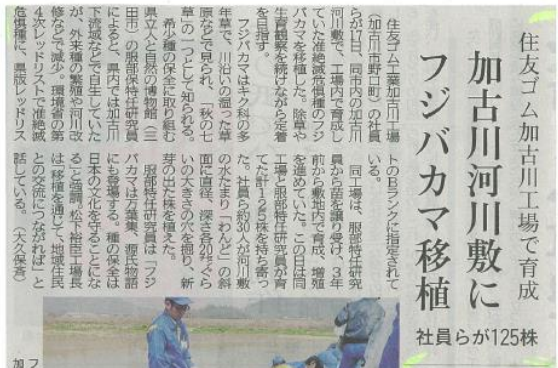 住友ゴム加古川工場で育成
加古川河川敷に
フジバカマ移植
社員らが125株
住友ゴム工業加古川工場
（加古川市野口町）の社員
らが17日、同市内の加古川
河川敷で、工場内で育成し
ていた準絶滅危惧種のフジ
バカマを移植した。除草や
生育観察を続けながら定着
を目指す。
フジバカマはキク科の多
年草で、川沿いの湿った草
原などで見られ、「秋の七
草」の一つとして知られる。
希少種の保全に取り組む
県立人と自然の博物館（三
田市）の服部保特任研究員
によると、県内では加古川
下流域などで自生していた
が、外来種の繁殖や河川改
修などで減少。環境省の第
4次レッドリストで準絶滅
危惧種に、県版レッドリス
トのBランクに指定されて
いる。
同工場は、服部特任研究
員から苗を譲り受け、3年
前から敷地内で育成、増殖
を進めていた。この日は同
工場と服部特任研究員が育
てた計125株を持ち寄っ
た。社員ら約30人が河川敷
の水たまり「わんど」の斜
面に直径、深さ各20㌢ぐら
いの大きさの穴を掘り、新
芽の出た株を植えた。
服部特任研究員は「フジ
バカマは万葉集、源氏物語
にも登場する。種の保全は
日本の文化を守ることにな
る」と強調。松下裕臣工場長
は「移植を通じて、地域住民
との交流につながれば」と
話している。（大久保斉）